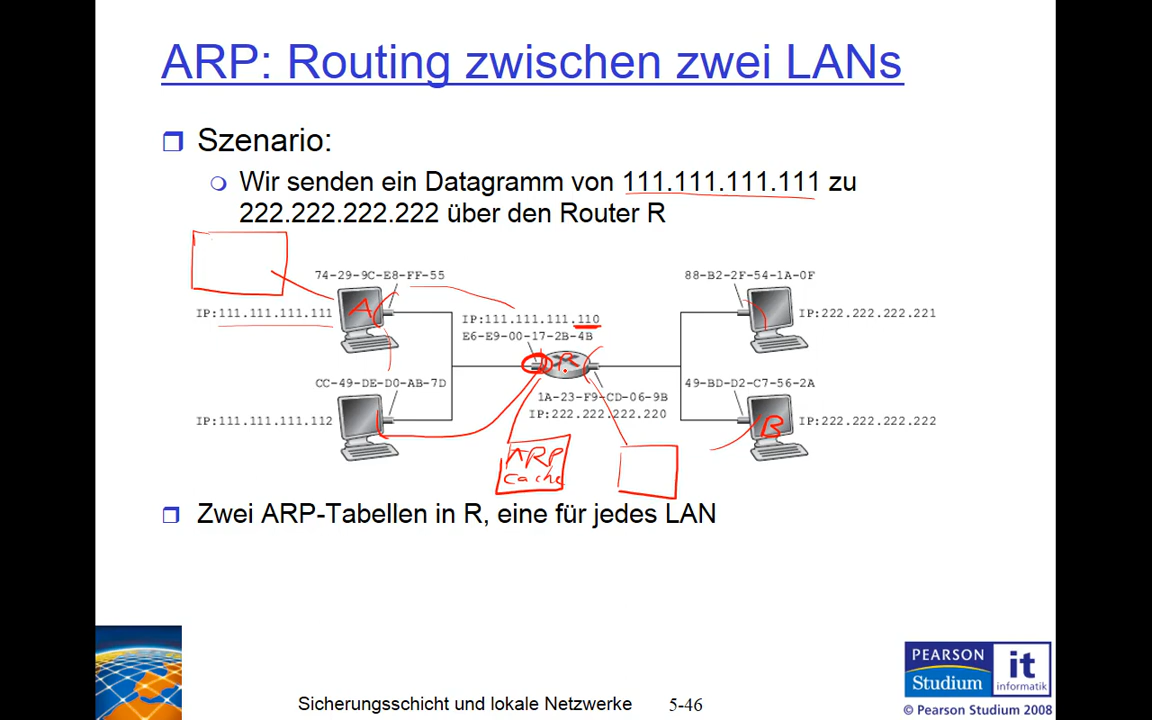 ARP: Routing zwischen zwei LANs
Szenario:
Wir senden ein Datagramm von 111.111.111.111 zu
222.222.222.222 über den Router R
74-29-9C-E8-FF-55
88-B2-2F-54-1A-0F
IP:111.111.111.111
A
IP:111.111.111.110
E6-E9-00-17-2B-4B
IP:222.222.222.221
R
CC-49-DE-D0-AB-7D
1A-23-F9-CD-06-9B
IP:222.222.222.220
49-BD-D2-C7-56-2A
IP:111.111.111.112
B
IP:222.222.222.222
ARP
Cache
Zwei ARP-Tabellen in R, eine für jedes LAN
PEARSON
Studium
it
informatik
Sicherungsschicht und lokale Netzwerke 5-46
© Pearson Studium 2008